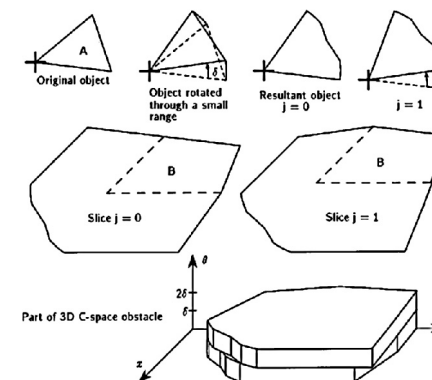 A
Original object
δ
Object rotated
through a small
range
Resultant object
j = 0
j = 1
B
Slice j = 0
B
Slice j = 1
θ
2δ
δ
Part of 3D C-space obstacle
x